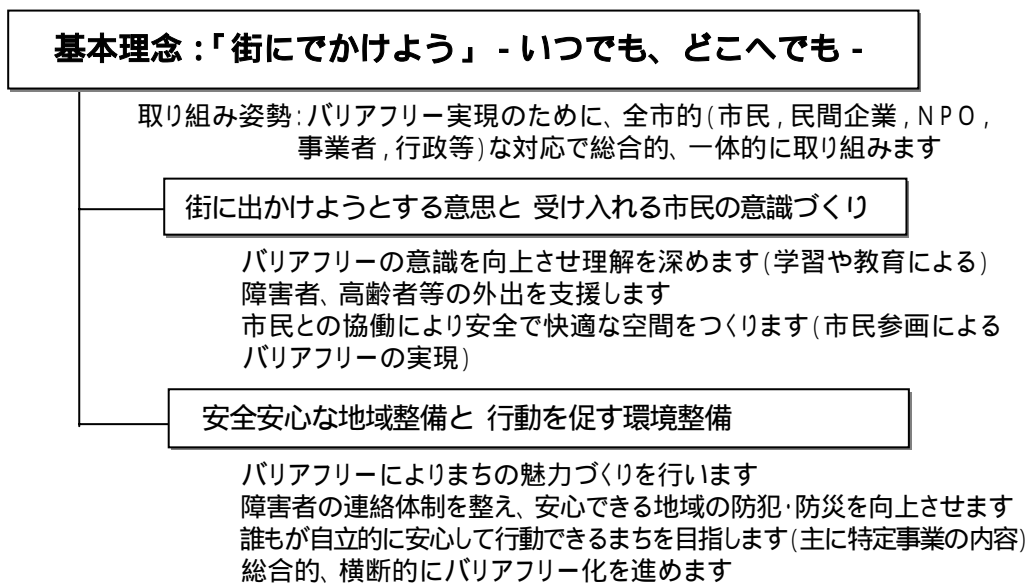 基本理念：「街にでかけよう」 - いつでも、どこへでも -
取り組み姿勢：バリアフリー実現のために、全市的(市民,民間企業,NPO,
事業者,行政等)な対応で総合的、一体的に取り組みます
街に出かけようとする意思と 受け入れる市民の意識づくり
バリアフリーの意識を向上させ理解を深めます(学習や教育による)
障害者、高齢者等の外出を支援します
市民との協働により安全で快適な空間をつくります(市民参画による
バリアフリーの実現)
安全安心な地域整備と 行動を促す環境整備
バリアフリーによりまちの魅力づくりを行います
障害者の連絡体制を整え、安心できる地域の防犯・防災を向上させます
誰もが自立的に安心して行動できるまちを目指します(主に特定事業の内容)
総合的、横断的にバリアフリー化を進めます